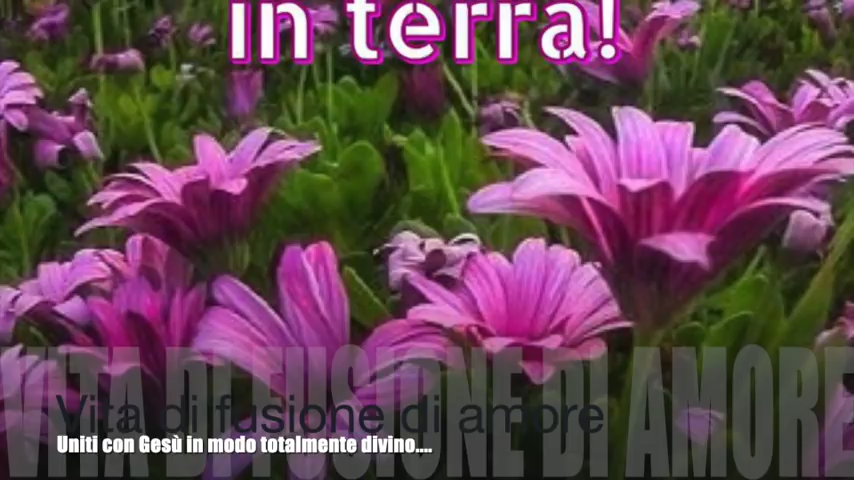 in terra!
VITA DI FUSIONE DI AMORE
Vita di fusione di amore
Uniti con Gesù in modo totalmente divino....